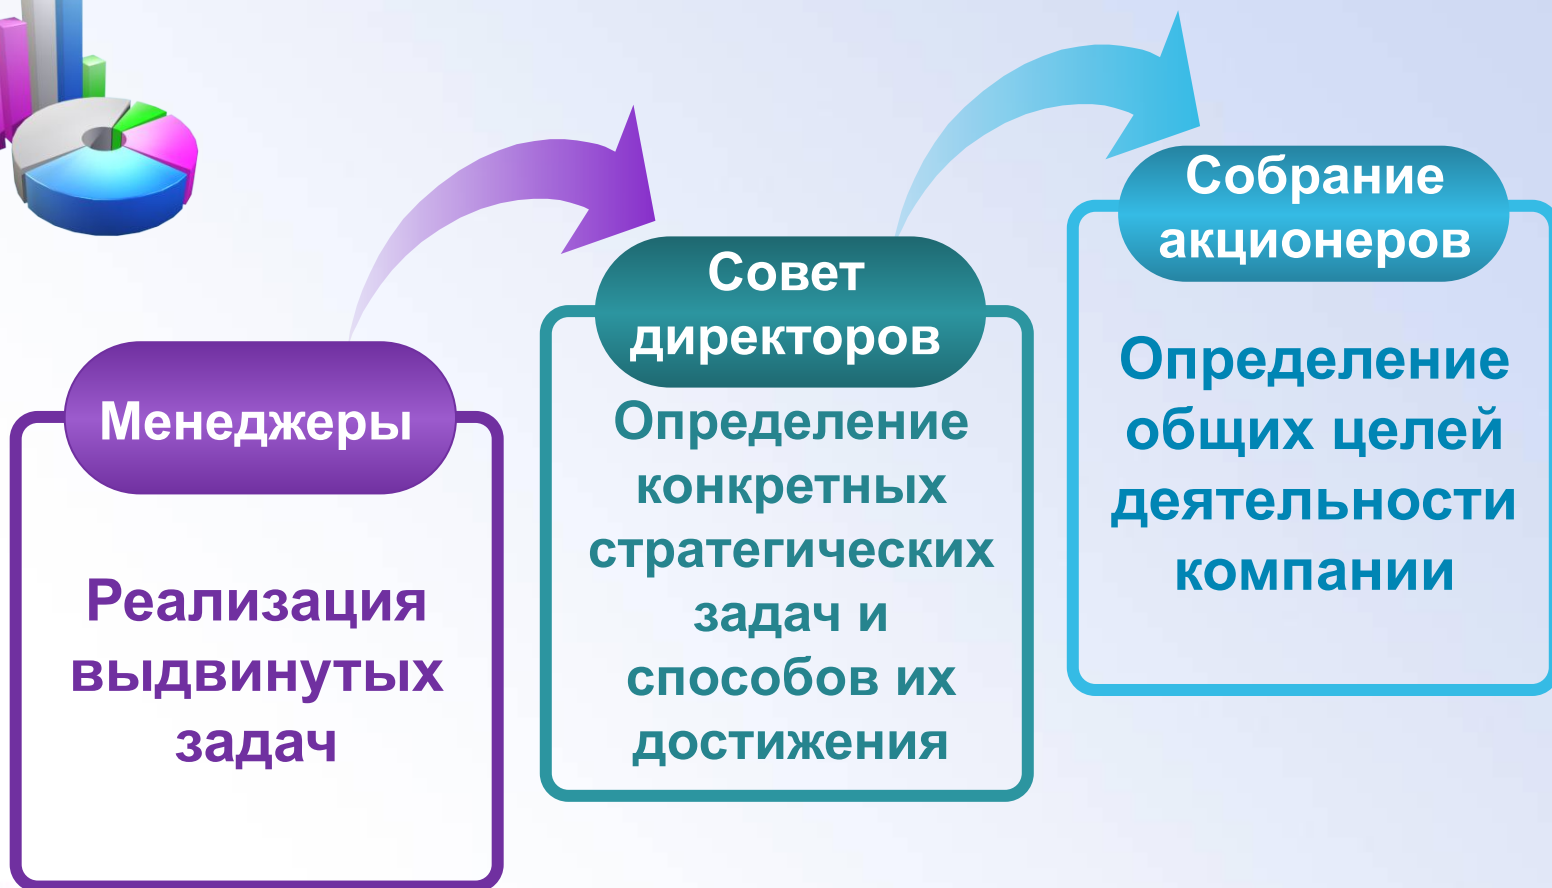 Менеджеры
Реализация
выдвинутых
задач
Совет
директоров
Определение
конкретных
стратегических
задач и
способов их
достижения
Собрание
акционеров
Определение
общих целей
деятельности
компании